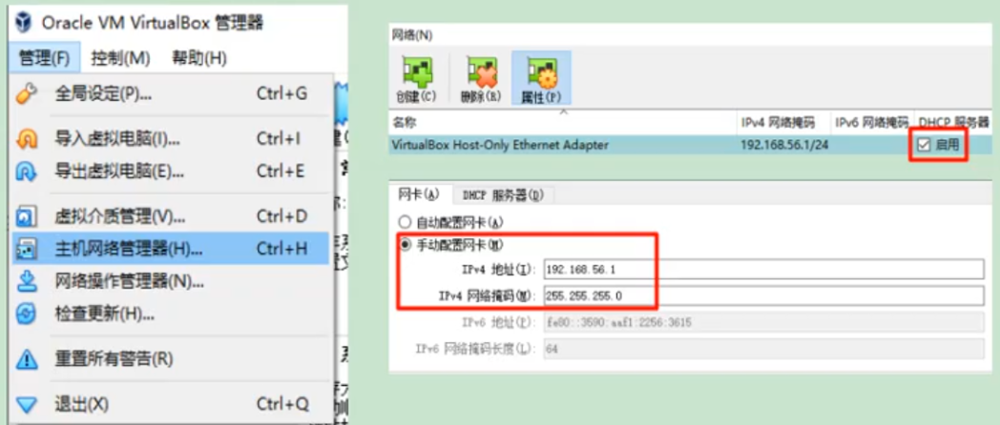 Oracle VM VirtualBox 管理器
管理(F) 控制(M) 帮助(H)
全局设定(P)... Ctrl+G
导入虚拟电脑(I)... Ctrl+I
导出虚拟电脑(E)... Ctrl+E
虚拟介质管理(V)... Ctrl+D
主机网络管理器(H)... Ctrl+H
网络操作管理器(N)...
检查更新(H)...
重置所有警告(R)
退出(X) Ctrl+Q
网络(N)
创建(C) 删除(R) 属性(P)
名称 IPv4 网络掩码 IPv6 网络掩码 DHCP 服务器
VirtualBox Host-Only Ethernet Adapter 192.168.56.1/24 启用
网卡(A) DHCP 服务器(D)
自动配置网卡(A)
手动配置网卡(M)
IPv4 地址(I): 192.168.56.1
IPv4 网络掩码(M): 255.255.255.0
IPv6 地址(P): fe80::3590:aaf1:2256:3615
IPv6 网络掩码长度(L): 64